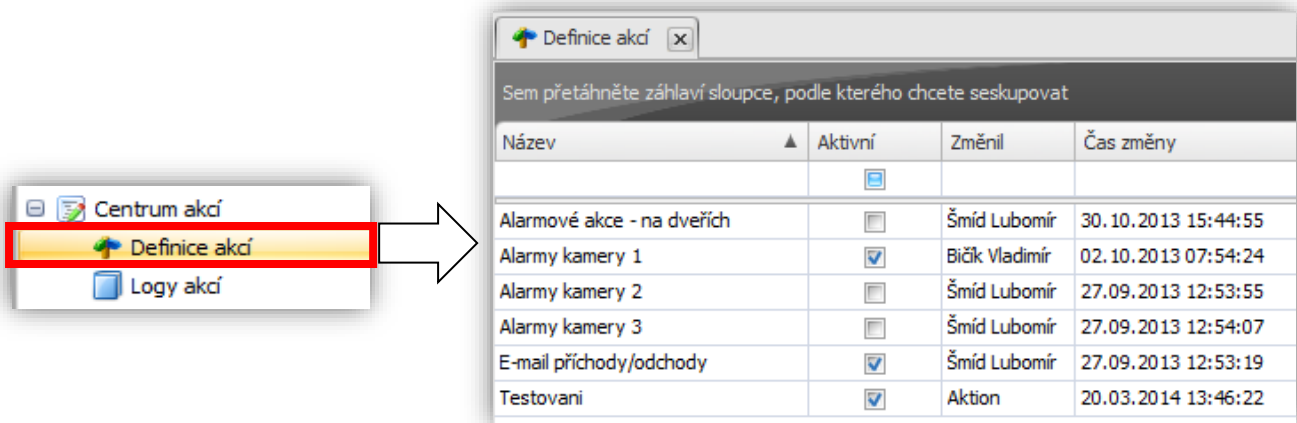 Centrum akcí
Definice akcí
Logy akcí
Definice akcí
Sem přetáhněte záhlaví sloupce, podle kterého chcete seskupovat
Název Aktivní Změnil Čas změny
Alarmové akce - na dveřích Šmíd Lubomír 30.10.2013 15:44:55
Alarmy kamery 1 Bičík Vladimír 02.10.2013 07:54:24
Alarmy kamery 2 Šmíd Lubomír 27.09.2013 12:53:55
Alarmy kamery 3 Šmíd Lubomír 27.09.2013 12:54:07
E-mail příchody/odchody Šmíd Lubomír 27.09.2013 12:53:19
Testovani Aktion 20.03.2014 13:46:22